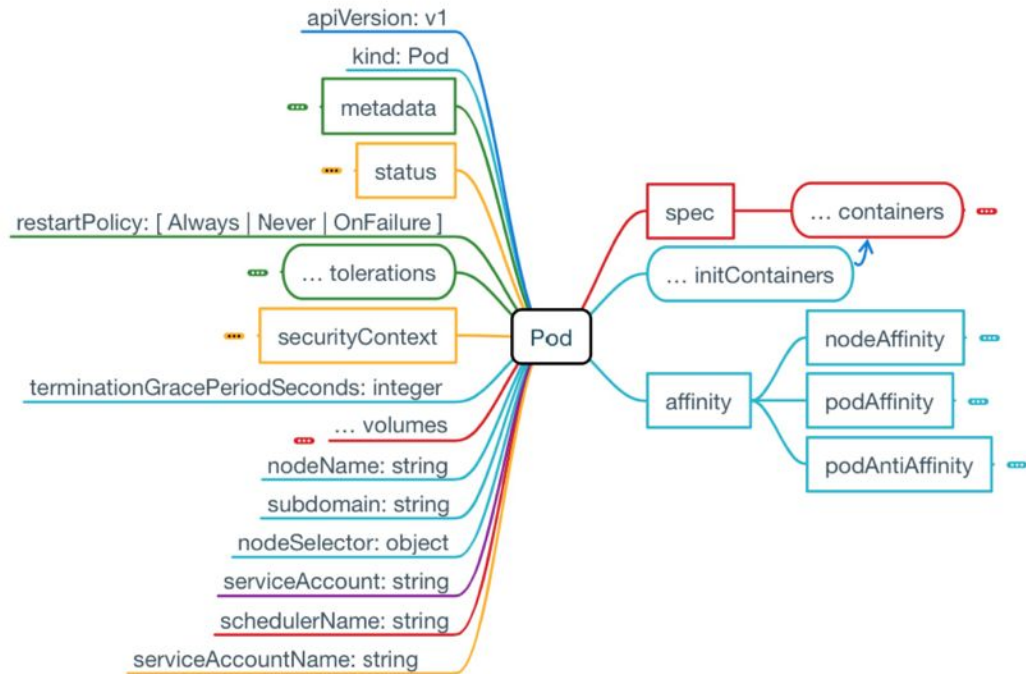 apiVersion: v1
kind: Pod
metadata
status
restartPolicy: [ Always | Never | OnFailure ]
... tolerations
securityContext
terminationGracePeriodSeconds: integer
... volumes
nodeName: string
subdomain: string
nodeSelector: object
serviceAccount: string
schedulerName: string
serviceAccountName: string
Pod
spec
... containers
... initContainers
affinity
nodeAffinity
podAffinity
podAntiAffinity